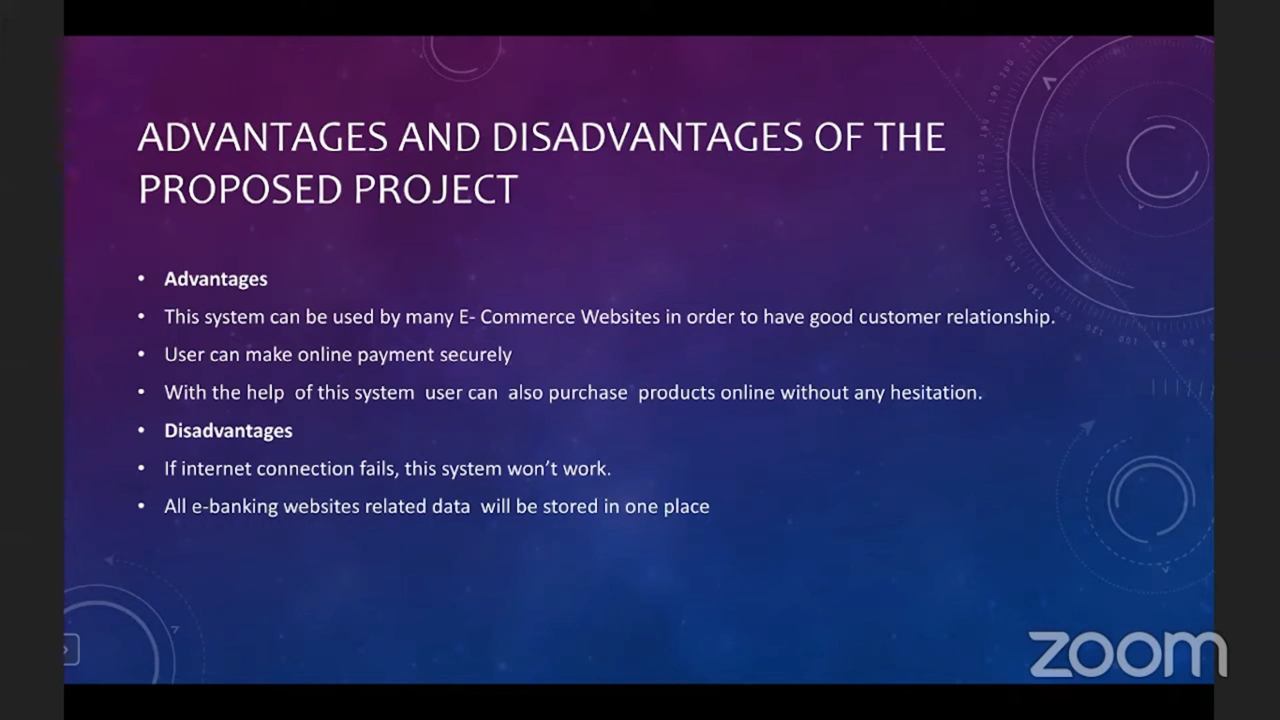 ADVANTAGES AND DISADVANTAGES OF THE
PROPOSED PROJECT
• Advantages
• This system can be used by many E- Commerce Websites in order to have good customer relationship.
• User can make online payment securely
• With the help of this system user can also purchase products online without any hesitation.
• Disadvantages
• If internet connection fails, this system won't work.
• All e-banking websites related data will be stored in one place
zoom